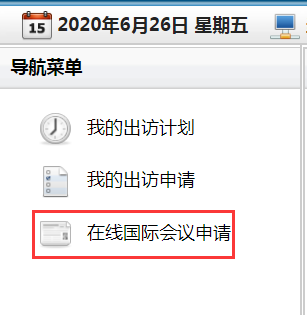 15 2020年6月26日 星期五
导航菜单
我的出访计划
我的出访申请
在线国际会议申请